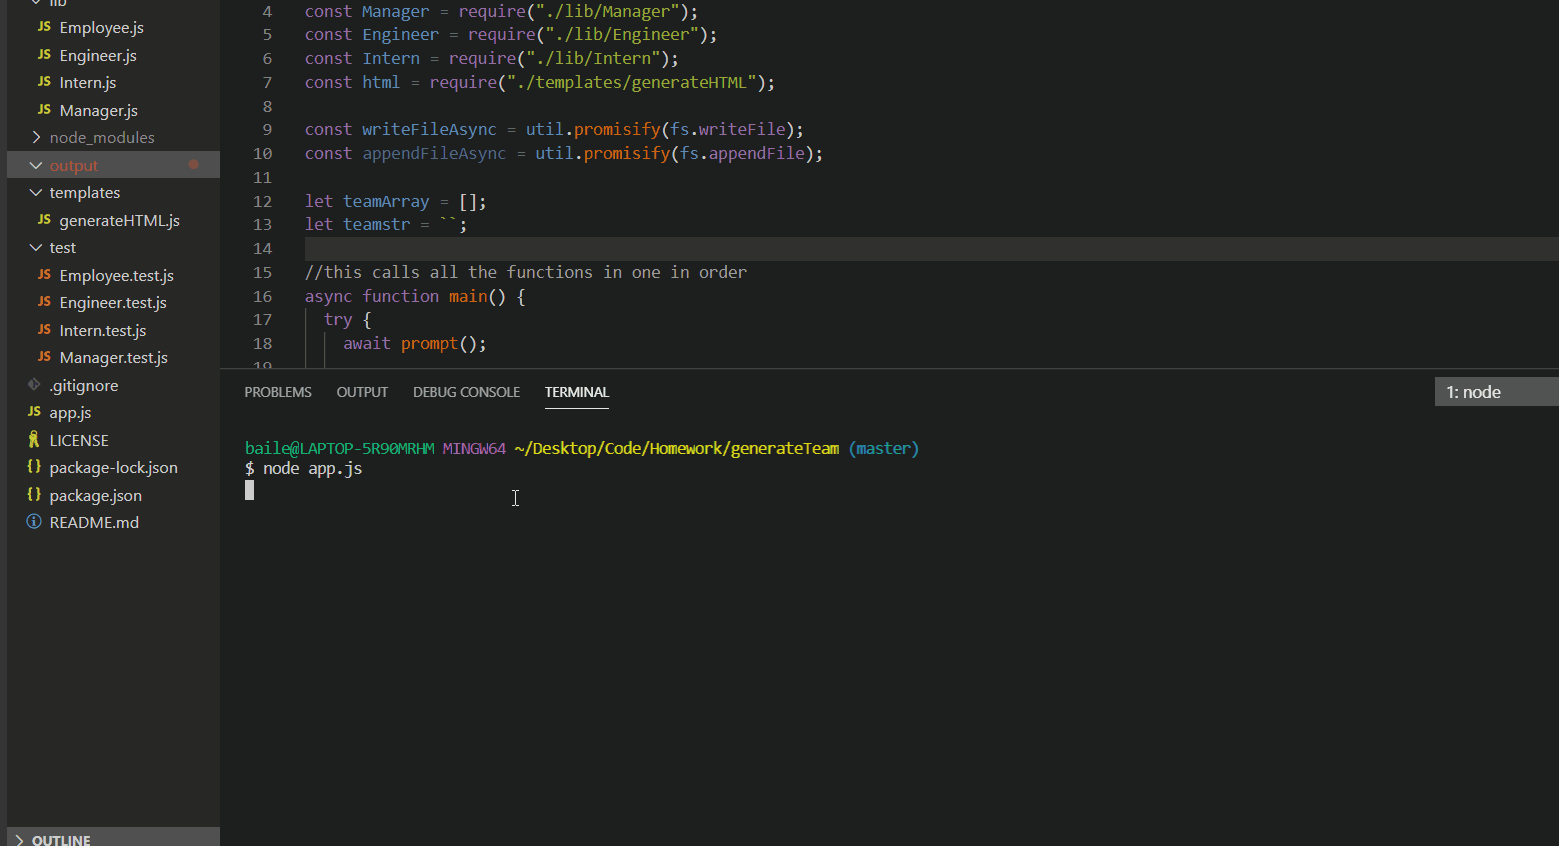 lib
JS Employee.js
JS Engineer.js
JS Intern.js
JS Manager.js
node_modules
output
templates
JS generateHTML.js
test
JS Employee.test.js
JS Engineer.test.js
JS Intern.test.js
JS Manager.test.js
.gitignore
JS app.js
LICENSE
{} package-lock.json
{} package.json
README.md
OUTLINE
4 const Manager = require("./lib/Manager");
5 const Engineer = require("./lib/Engineer");
6 const Intern = require("./lib/Intern");
7 const html = require("./templates/generateHTML");
8
9 const writeFileAsync = util.promisify(fs.writeFile);
10 const appendFileAsync = util.promisify(fs.appendFile);
11
12 let teamArray = [];
13 let teamstr = ``;
14
15 //this calls all the functions in one in order
16 async function main() {
17 try {
18 await prompt();
19
PROBLEMS OUTPUT DEBUG CONSOLE TERMINAL 1: node
baile@LAPTOP-5R90MRHM MINGW64 ~/Desktop/Code/Homework/generateTeam (master)
$ node app.js